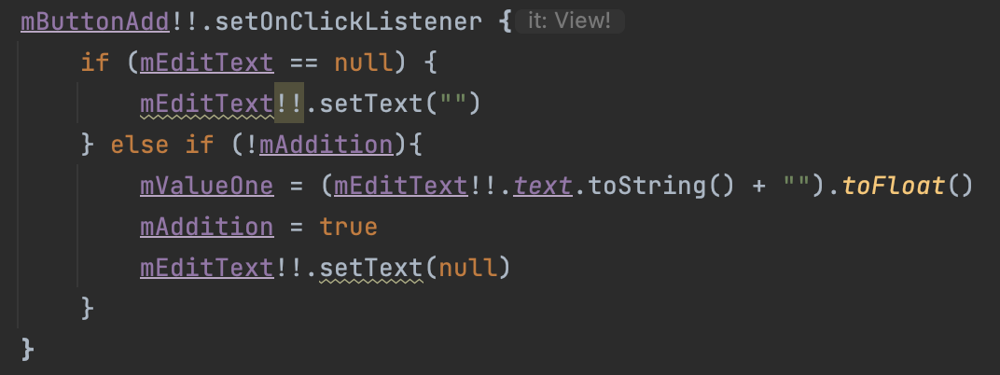 mButtonAdd!!.setOnClickListener { it: View!
if (mEditText == null) {
mEditText!!.setText("")
} else if (!mAddition){
mValueOne = (mEditText!!.text.toString() + "").toFloat()
mAddition = true
mEditText!!.setText(null)
}
}